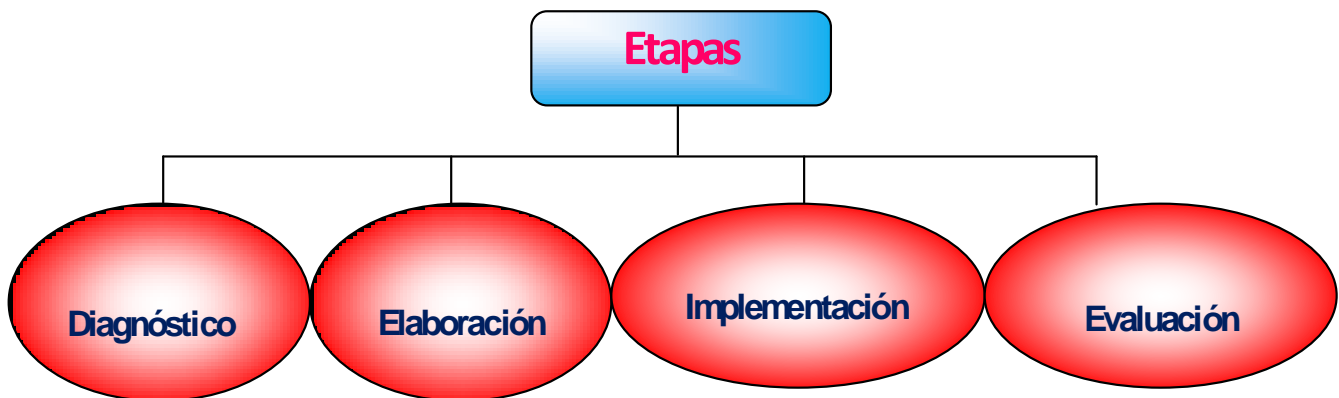 Etapas
Diagnóstico
Elaboración
Implementación
Evaluación